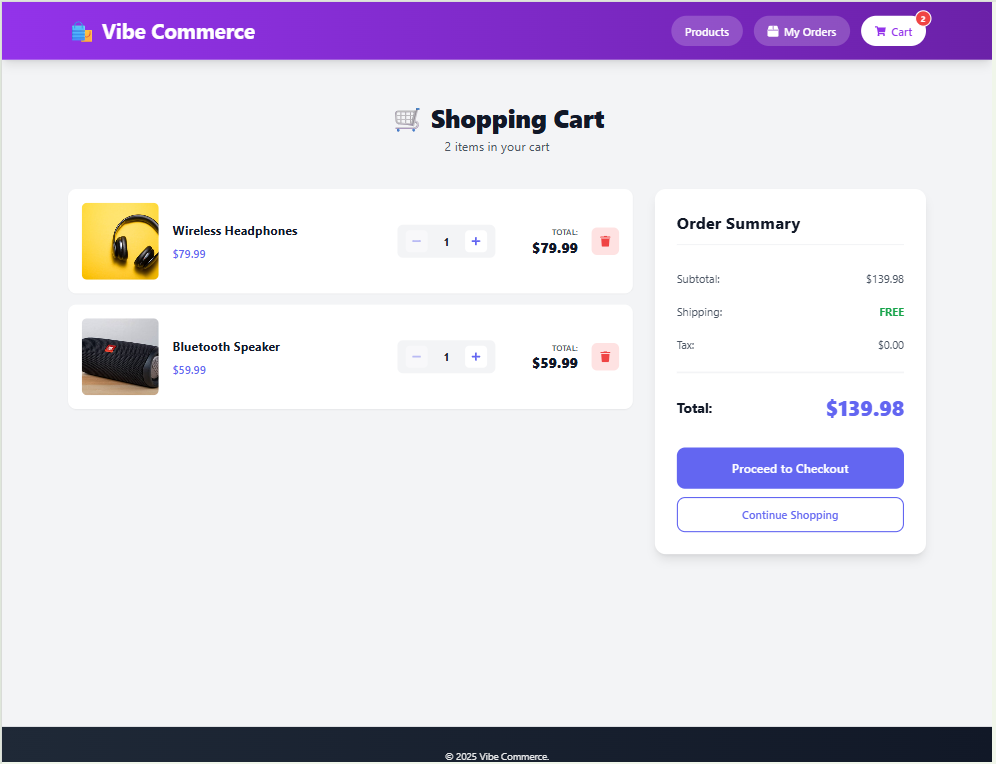 Vibe Commerce
Products
My Orders
Cart
2
Shopping Cart
2 items in your cart
Wireless Headphones
$79.99
− 1 +
TOTAL:
$79.99
Bluetooth Speaker
$59.99
− 1 +
TOTAL:
$59.99
Order Summary
Subtotal: $139.98
Shipping: FREE
Tax: $0.00
Total: $139.98
Proceed to Checkout
Continue Shopping
© 2025 Vibe Commerce.